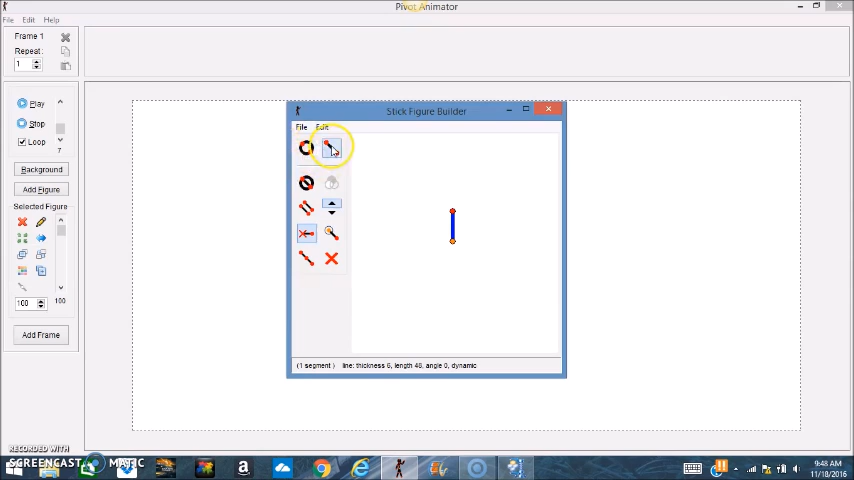 Pivot Animator
File Edit Help
Frame 1
Repeat:
1
Play
Stop
Loop
7
Background
Add Figure
Selected Figure
100 100
Add Frame
Stick Figure Builder
File Edit
(1 segment ) line: thickness 6, length 48, angle 0, dynamic
RECORDED WITH
SCREENCAST MATIC
a
9:48 AM
11/18/2016